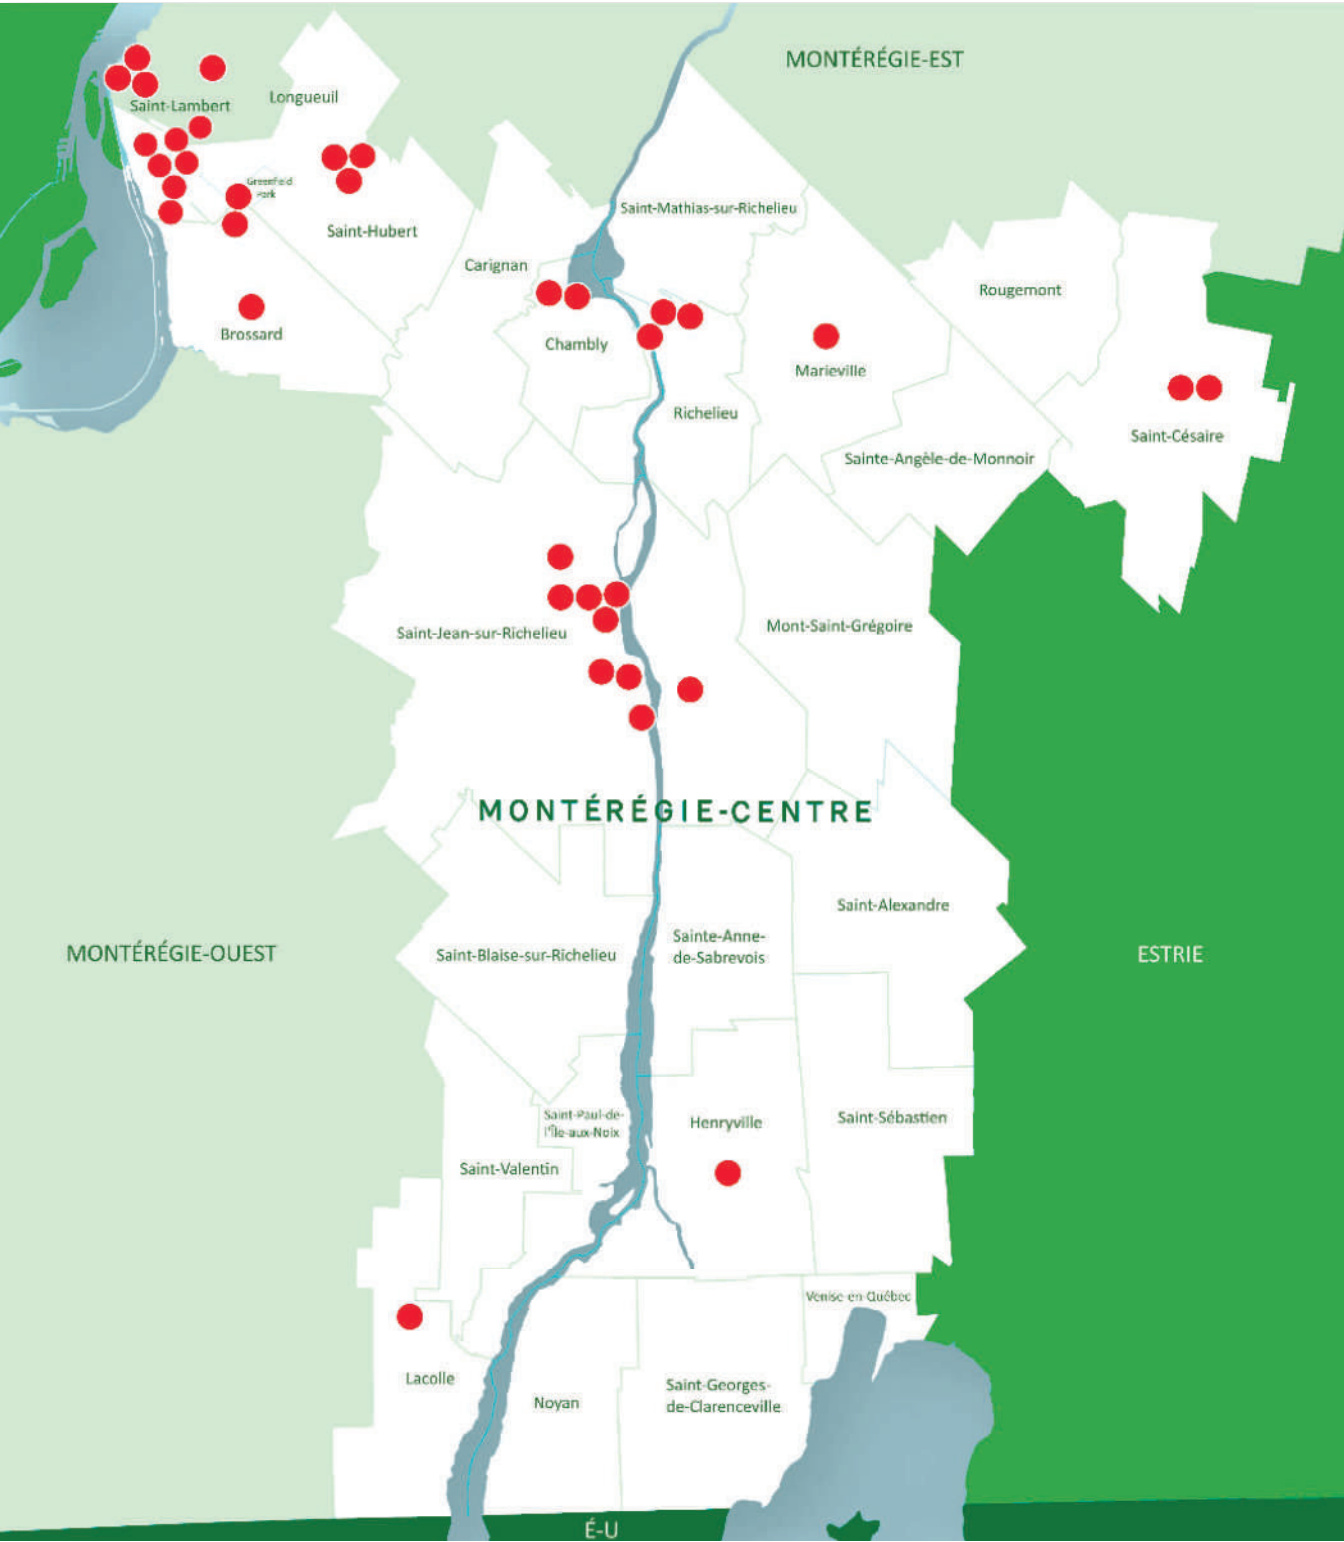 MONTÉRÉGIE-EST
Longueuil
Saint-Lambert
Greenfield
Park
Saint-Mathias-sur-Richelieu
Saint-Hubert
Carignan
Rougemont
Brossard
Chambly
Marieville
Richelieu
Saint-Césaire
Sainte-Angèle-de-Monnoir
Mont-Saint-Grégoire
Saint-Jean-sur-Richelieu
MONTÉRÉGIE-CENTRE
Saint-Alexandre
Sainte-Anne-
de-Sabrevois
MONTÉRÉGIE-OUEST
Saint-Blaise-sur-Richelieu
ESTRIE
Saint-Paul-de-
l'Île-aux-Noix
Henryville
Saint-Sébastien
Saint-Valentin
Venise-en-Québec
Lacolle
Saint-Georges-
de-Clarenceville
Noyan
É-U